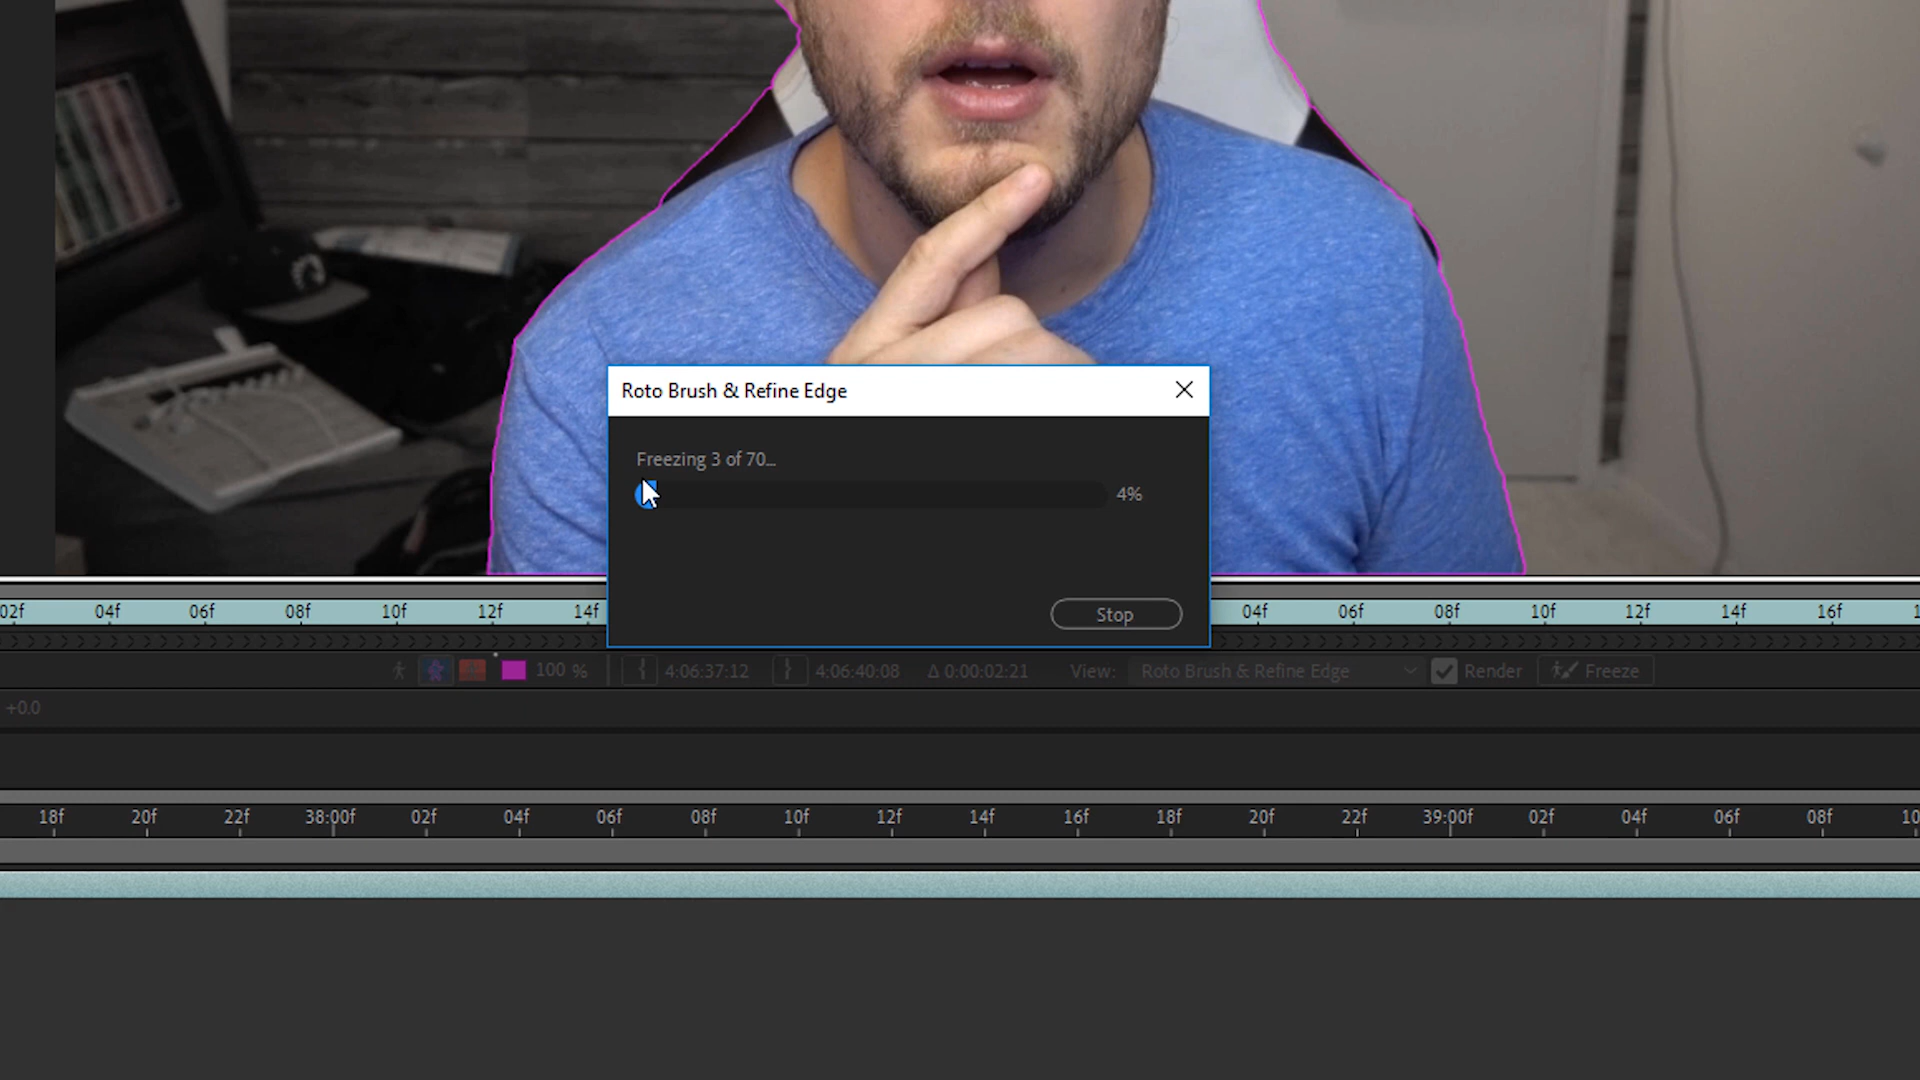 Roto Brush & Refine Edge
Freezing 3 of 70...
4%
Stop
02f 04f 06f 08f 10f 12f 14f 04f 06f 08f 10f 12f 14f 16f
100 % 4:06:37:12 4:06:40:08 Δ 0:00:02:21 View: Roto Brush & Refine Edge Render Freeze
+0.0
18f 20f 22f 38:00f 02f 04f 06f 08f 10f 12f 14f 16f 18f 20f 22f 39:00f 02f 04f 06f 08f 10